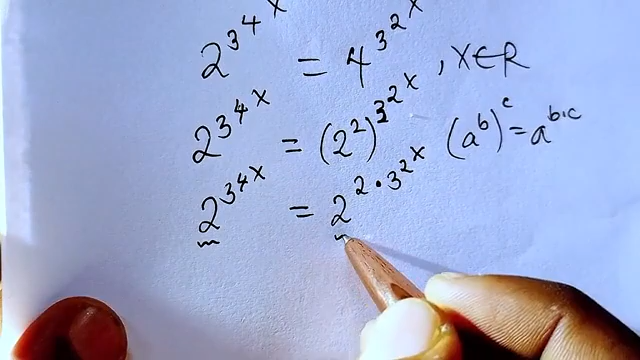 2^{3^{4^x}} = 4^{3^{2^x}}, x∈R
2^{3^{4^x}} = (2^2)^{3^{2^x}} (a^b)^c = a^{b·c}
2^{3^{4^x}} = 2^{2·3^{2^x}}